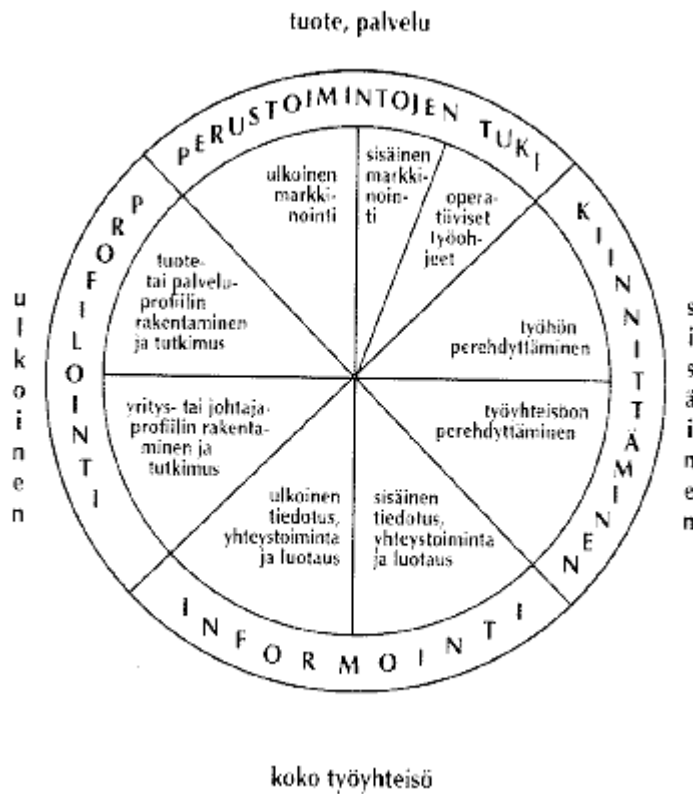 tuote, palvelu
PERUSTOIMINTOJEN TUKI
KIINNITTÄMINEN
INFORMOINTI
PROFILOINTI
ulkoinen
sisäinen
ulkoinen
markki-
nointi
sisäinen
markki-
noin-
ti
opera-
tiiviset
työoh-
jeet
tuote-
tai palvelu-
profiilin
rakentaminen
ja tutkimus
työhön
perehdyttäminen
yritys- tai johtaja-
profiilin rakenta-
minen ja
tutkimus
työyhteisöön
perehdyttäminen
ulkoinen
tiedotus,
yhteystoiminta
ja luotaus
sisäinen
tiedotus,
yhteystoiminta
ja luotaus
koko työyhteisö